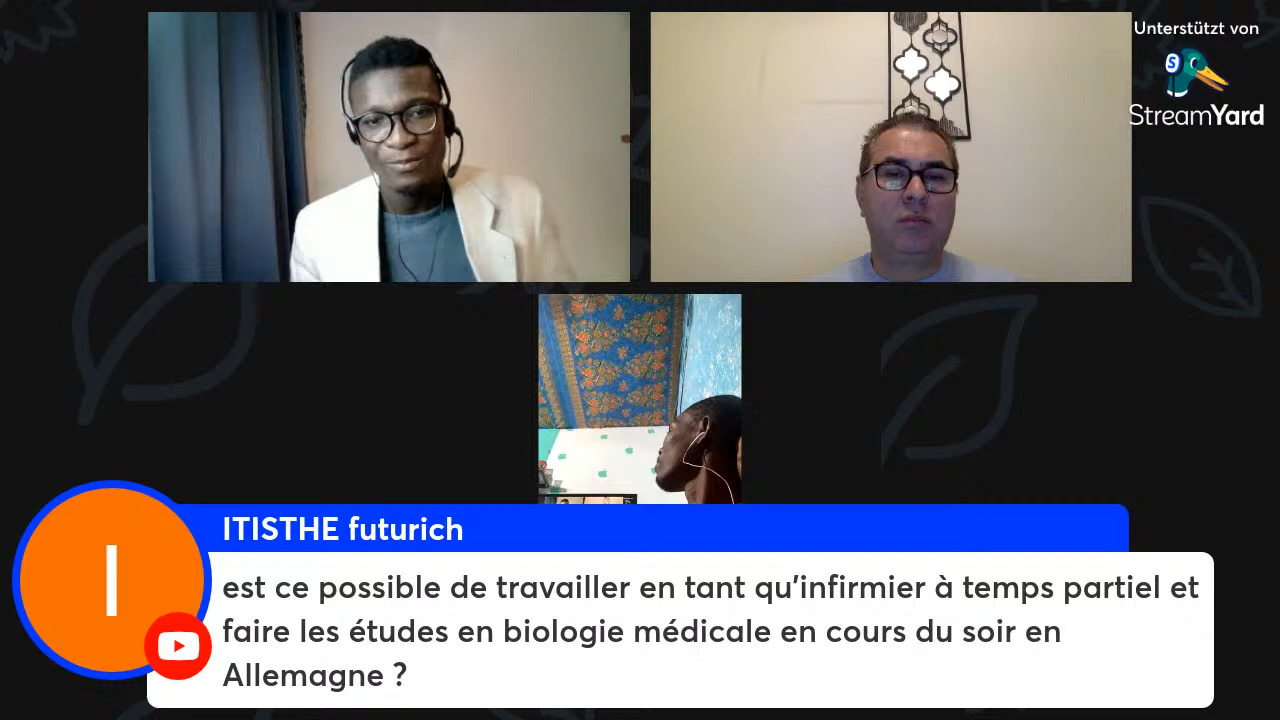 Unterstützt von
StreamYard
ITISTHE futurich
I
est ce possible de travailler en tant qu'infirmier à temps partiel et
faire les études en biologie médicale en cours du soir en
Allemagne ?